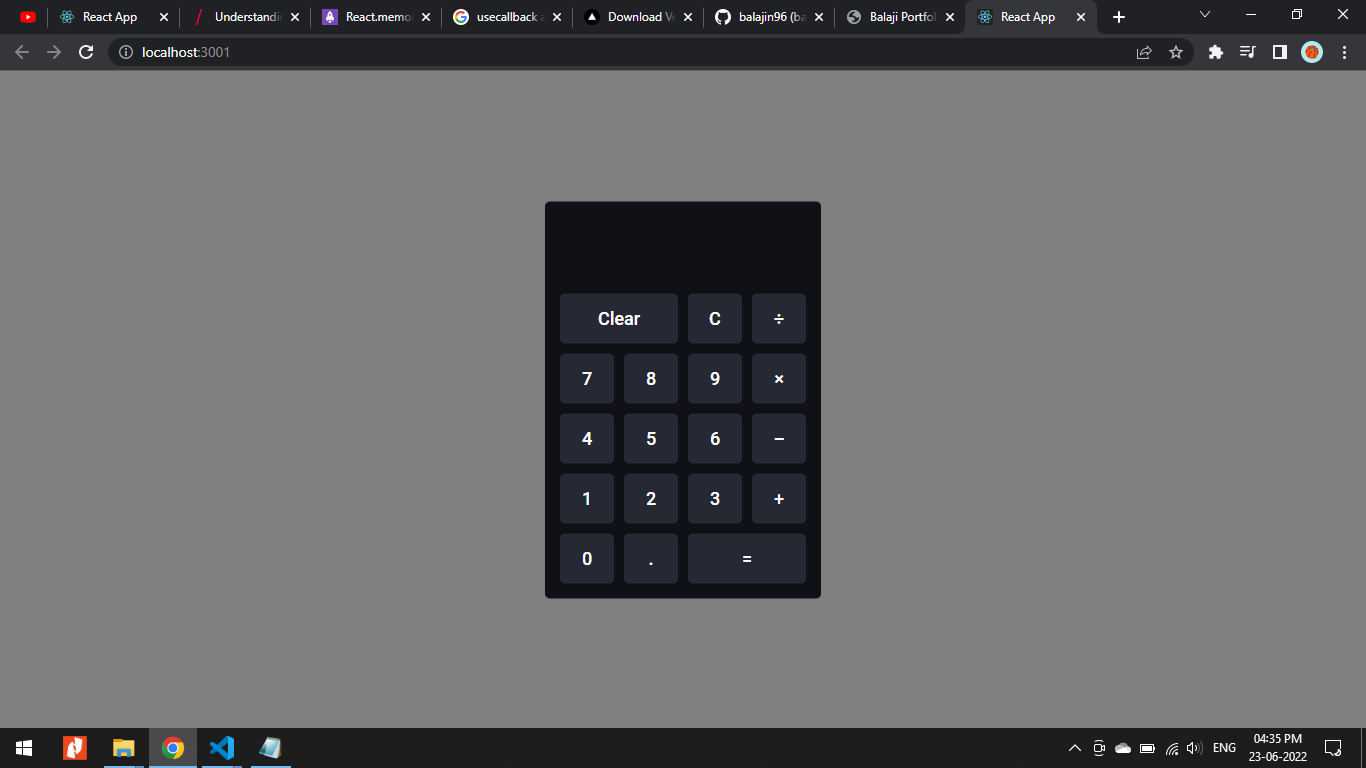 React App
Understandi
React.memo
usecallback a
Download V
balajin96 (ba
Balaji Portfol
React App
localhost:3001
Clear C ÷
7 8 9 ×
4 5 6 −
1 2 3 +
0 . =
ENG
04:35 PM
23-06-2022